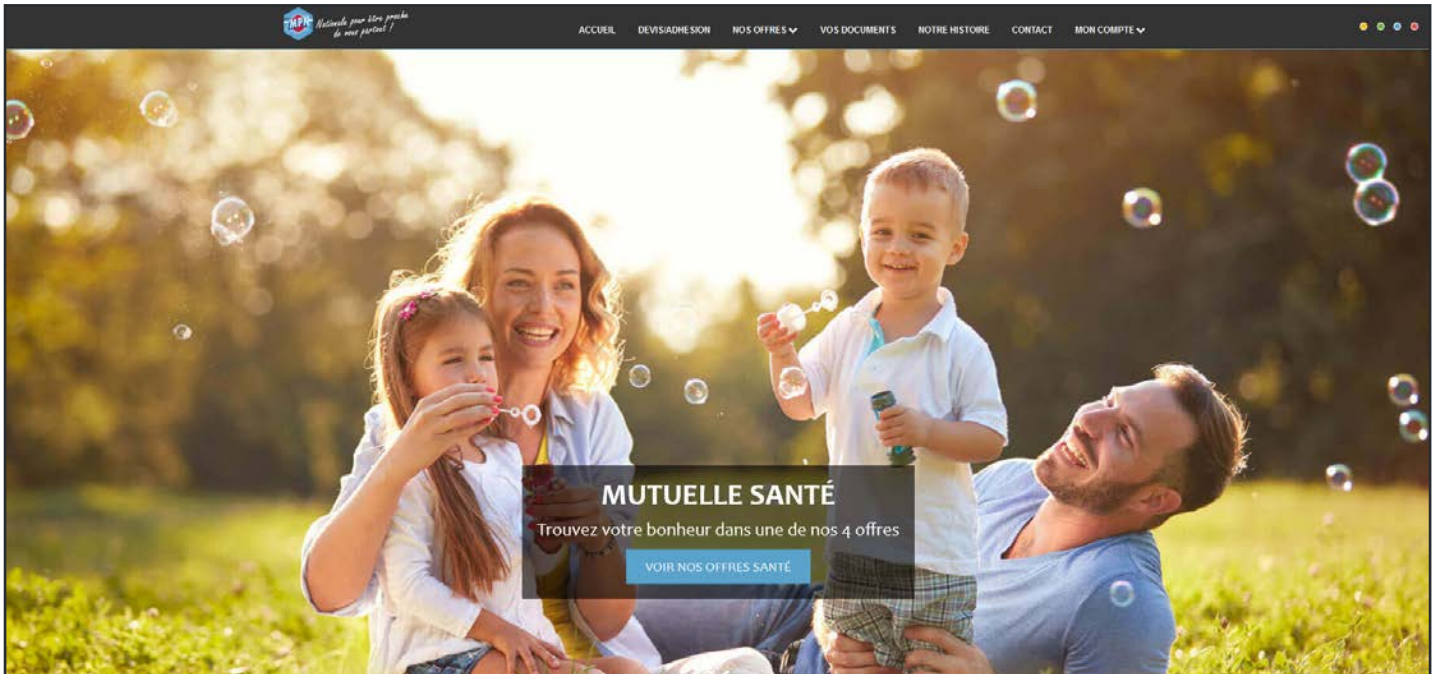 MPN
Nationale pour être proche
de vous partout !
ACCUEIL
DEVIS/ADHESION
NOS OFFRES
VOS DOCUMENTS
NOTRE HISTOIRE
CONTACT
MON COMPTE
MUTUELLE SANTÉ
Trouvez votre bonheur dans une de nos 4 offres
VOIR NOS OFFRES SANTÉ